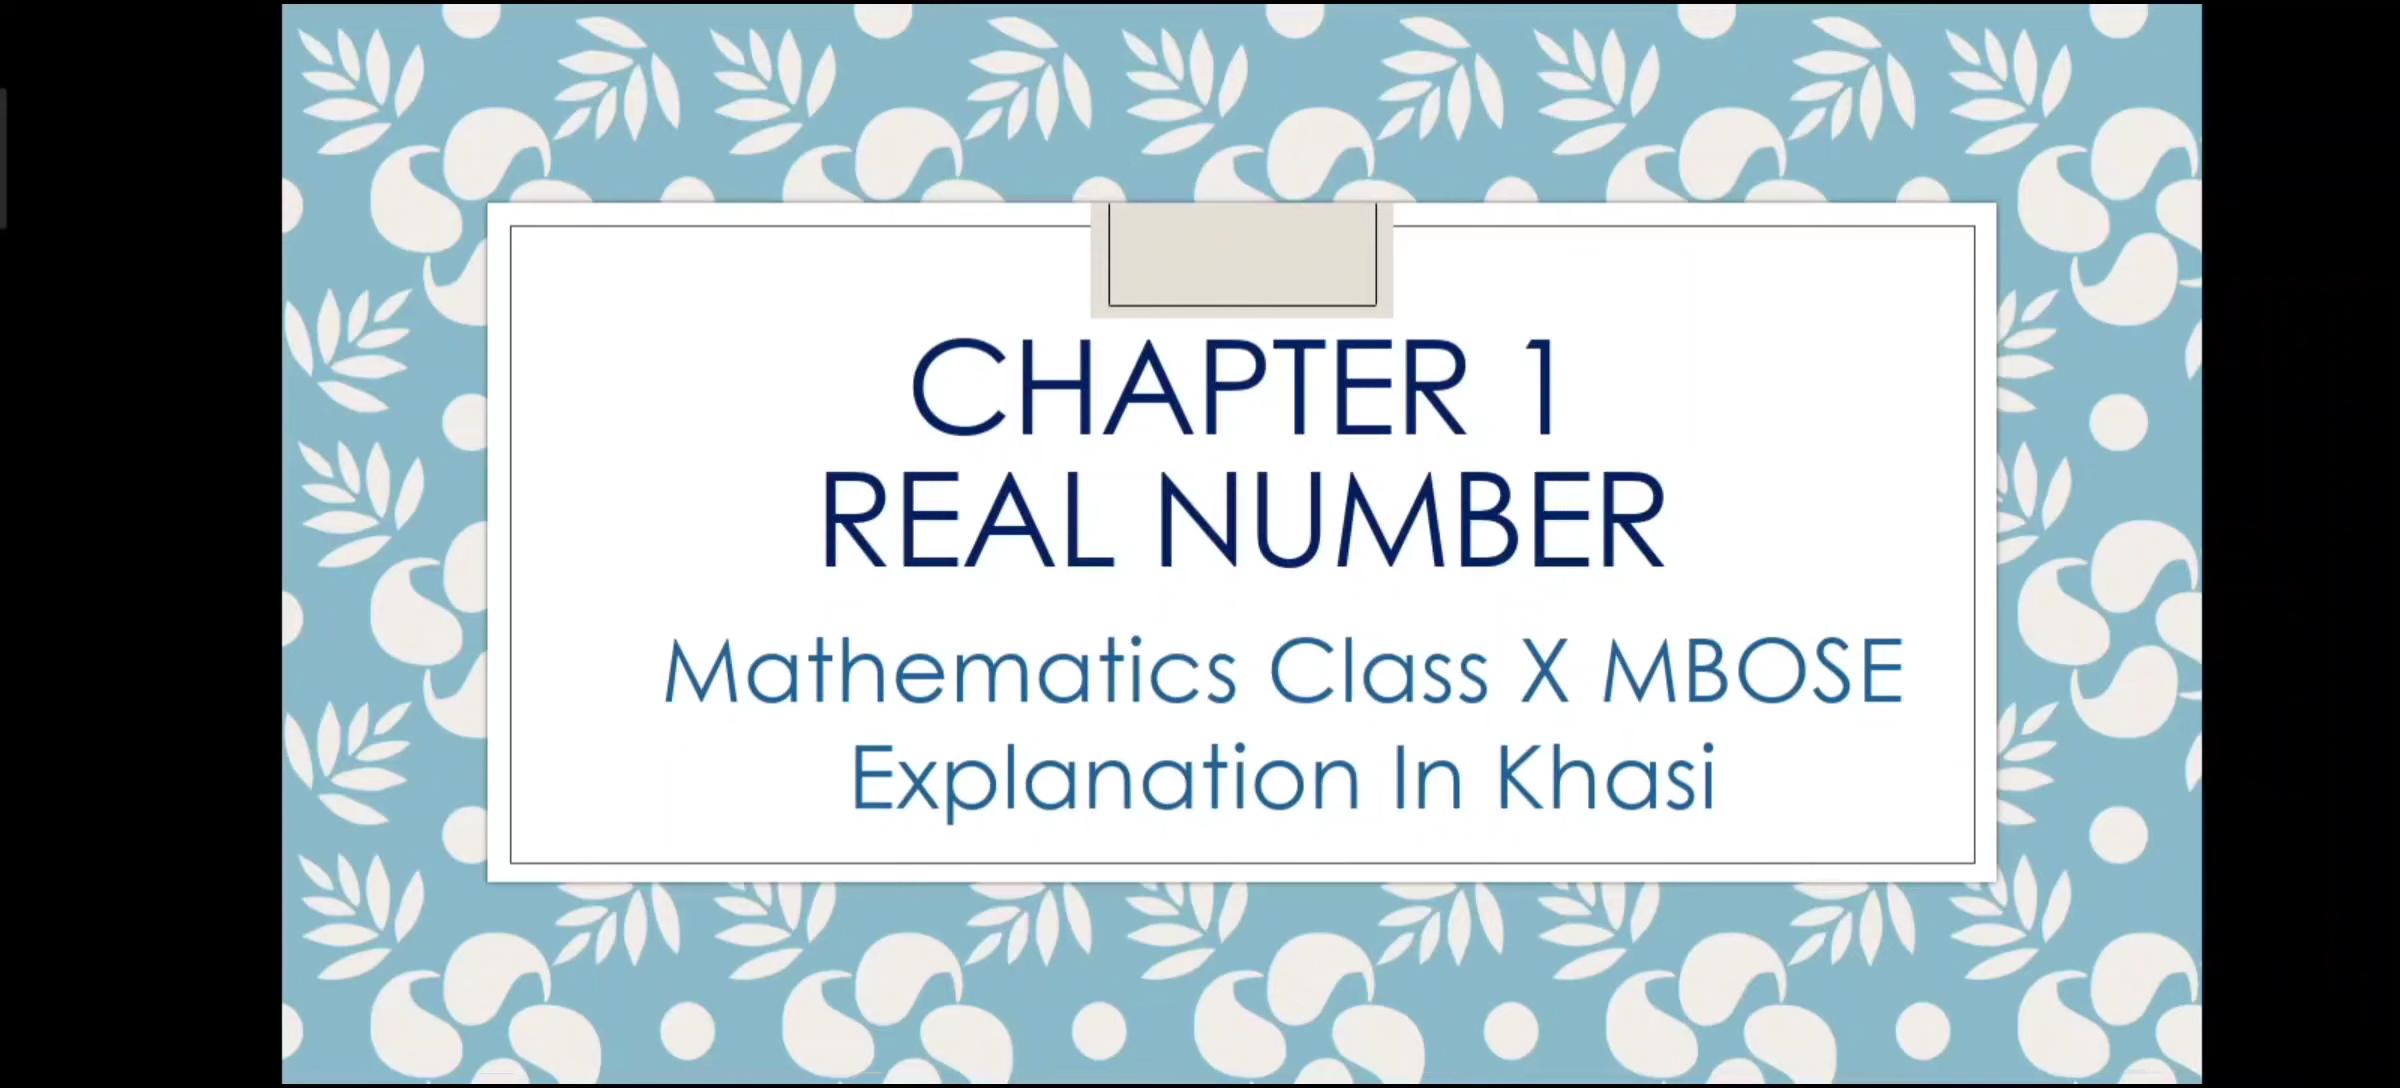 CHAPTER 1
REAL NUMBER
Mathematics Class X MBOSE
Explanation In Khasi